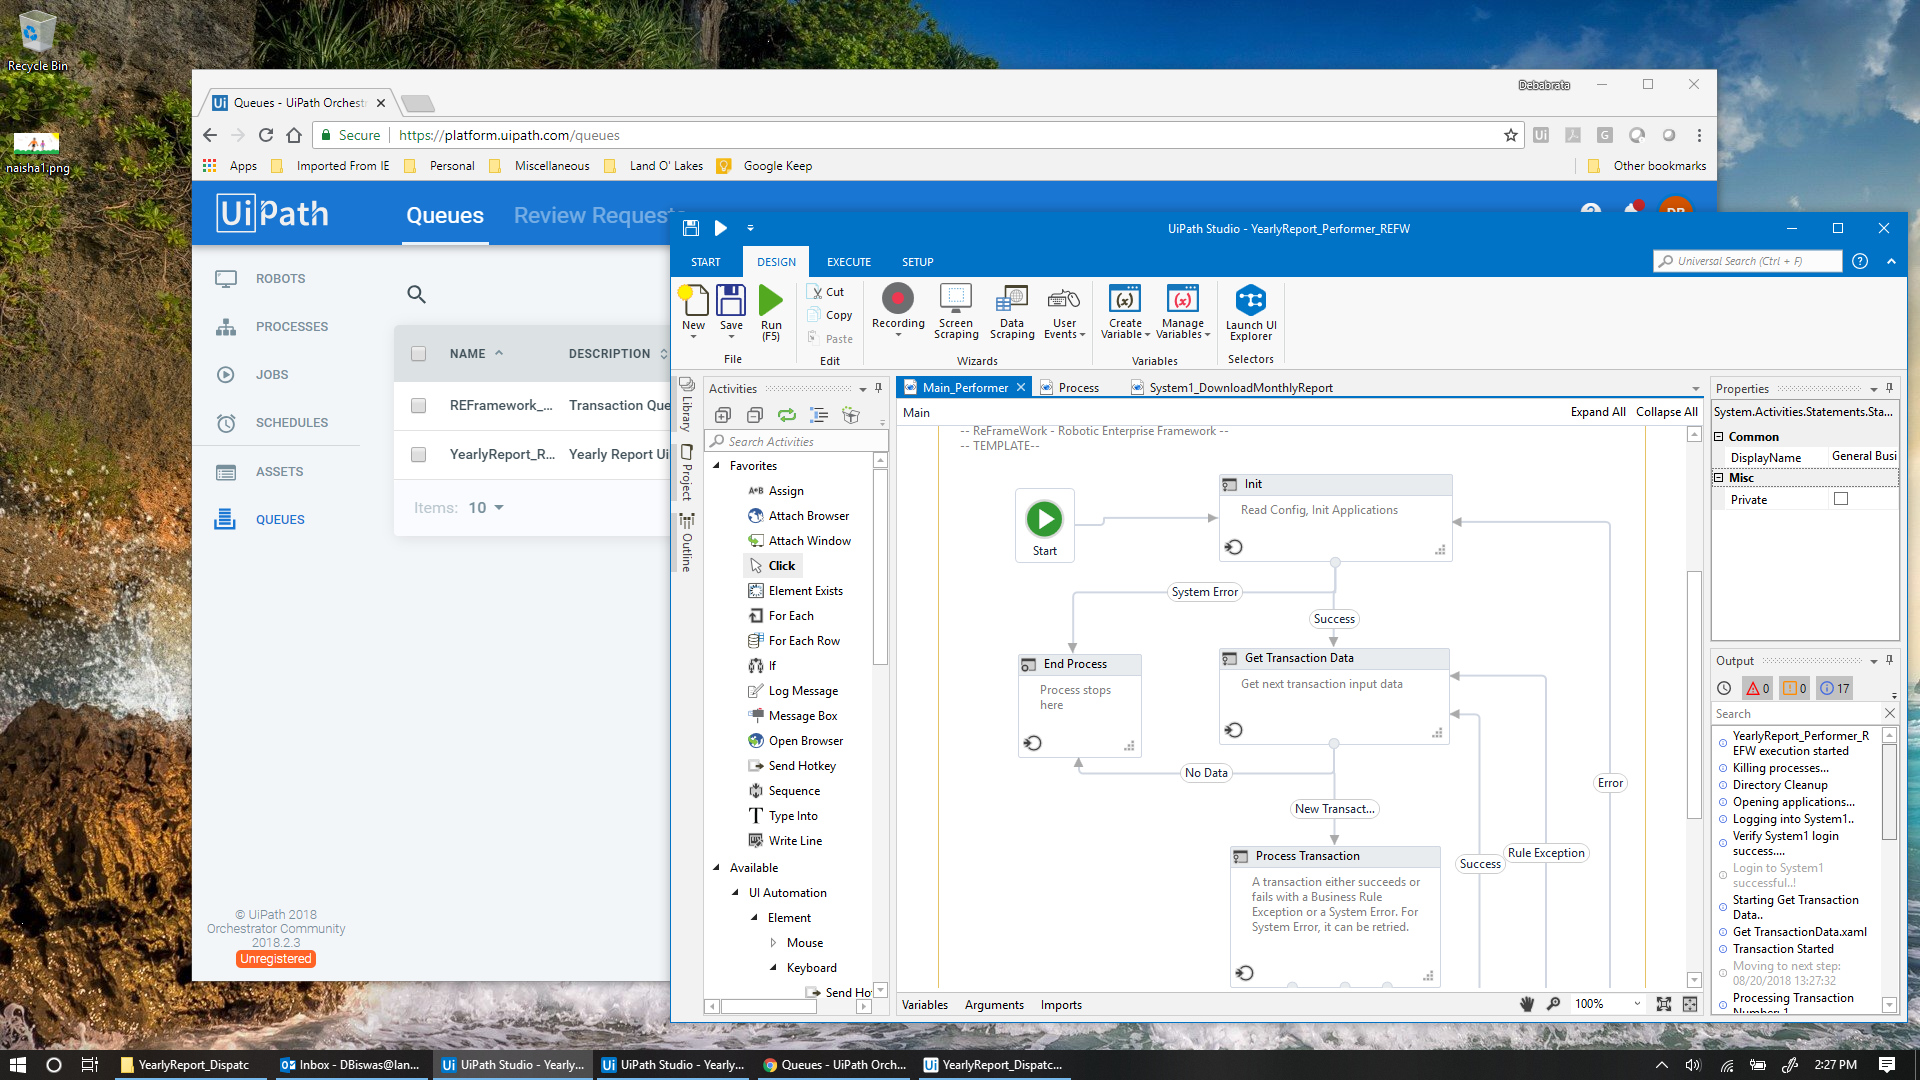 Recycle Bin
naisha1.png
Debabrata
Queues - UiPath Orchestr
Secure
https://platform.uipath.com/queues
Apps
Imported From IE
Personal
Miscellaneous
Land O' Lakes
Google Keep
Other bookmarks
UiPath
Queues
Review Requests
ROBOTS
PROCESSES
JOBS
SCHEDULES
ASSETS
QUEUES
NAME
DESCRIPTION
REFramework_...
Transaction Que
YearlyReport_R...
Yearly Report Ui
Items: 10
© UiPath 2018
Orchestrator Community
2018.2.3
Unregistered
UiPath Studio - YearlyReport_Performer_REFW
START
DESIGN
EXECUTE
SETUP
Universal Search (Ctrl + F)
New
Save
Run
(F5)
File
Cut
Copy
Paste
Edit
Recording
Screen
Scraping
Data
Scraping
User
Events
Wizards
Create
Variable
Manage
Variables
Variables
Launch UI
Explorer
Selectors
Library
Project
Outline
Activities
Search Activities
Favorites
Assign
Attach Browser
Attach Window
Click
Element Exists
For Each
For Each Row
If
Log Message
Message Box
Open Browser
Send Hotkey
Sequence
Type Into
Write Line
Available
UI Automation
Element
Mouse
Keyboard
Send Ho
Main_Performer
Process
System1_DownloadMonthlyReport
Main
Expand All
Collapse All
-- ReFrameWork - Robotic Enterprise Framework --
-- TEMPLATE--
Start
Init
Read Config, Init Applications
System Error
Success
End Process
Process stops
here
Get Transaction Data
Get next transaction input data
No Data
New Transact...
Error
Rule Exception
Success
Process Transaction
A transaction either succeeds or
fails with a Business Rule
Exception or a System Error. For
System Error, it can be retried.
Variables
Arguments
Imports
100%
Properties
System.Activities.Statements.Sta...
Common
DisplayName
General Busi
Misc
Private
Output
0
0
17
Search
YearlyReport_Performer_R
EFW execution started
Killing processes...
Directory Cleanup
Opening applications...
Logging into System1..
Verify System1 login
success....
Login to System1
successful..!
Starting Get Transaction
Data..
Get TransactionData.xaml
Transaction Started
Moving to next step:
08/20/2018 13:27:32
Processing Transaction
Number: 1
YearlyReport_Dispatc
Inbox - DBiswas@lan...
UiPath Studio - Yearly...
UiPath Studio - Yearly...
Queues - UiPath Orch...
YearlyReport_Dispatc...
2:27 PM